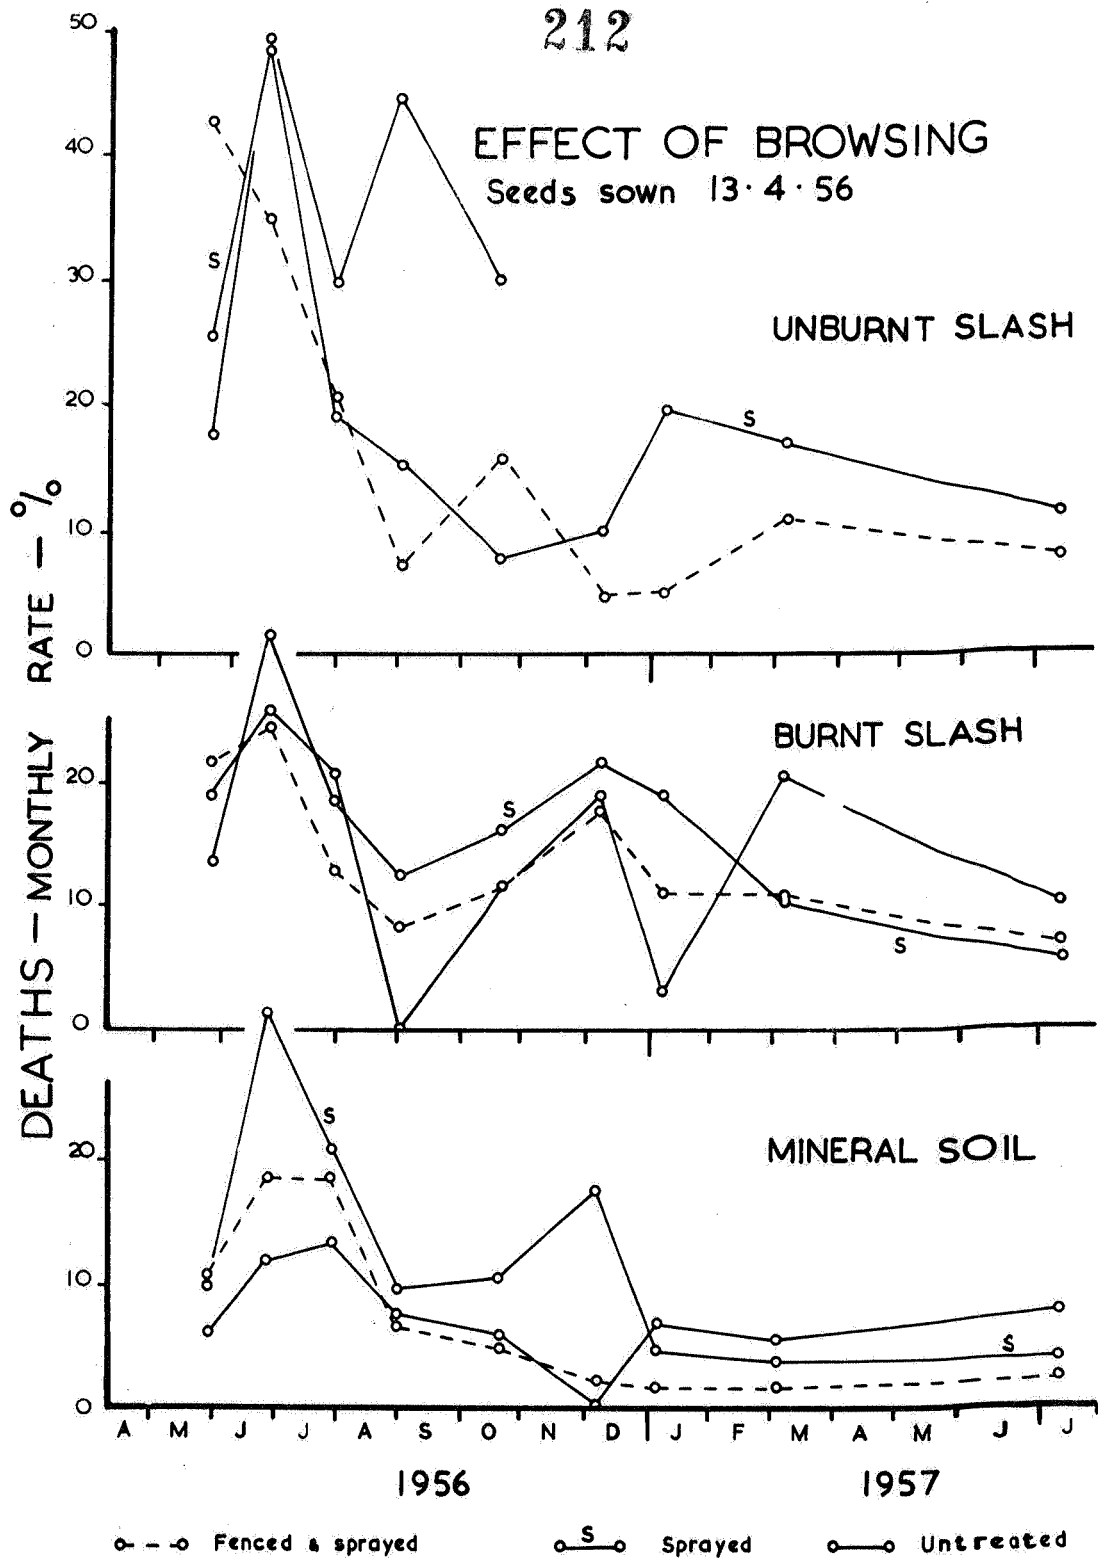 212
EFFECT OF BROWSING
Seeds sown 13·4·56
DEATHS — MONTHLY RATE — %
50
40
30
20
10
0
S
S
UNBURNT SLASH
20
10
0
S
S
BURNT SLASH
20
10
0
S
S
MINERAL SOIL
A M J J A S O N D J F M A M J J
1956 1957
Fenced & sprayed S Sprayed Untreated